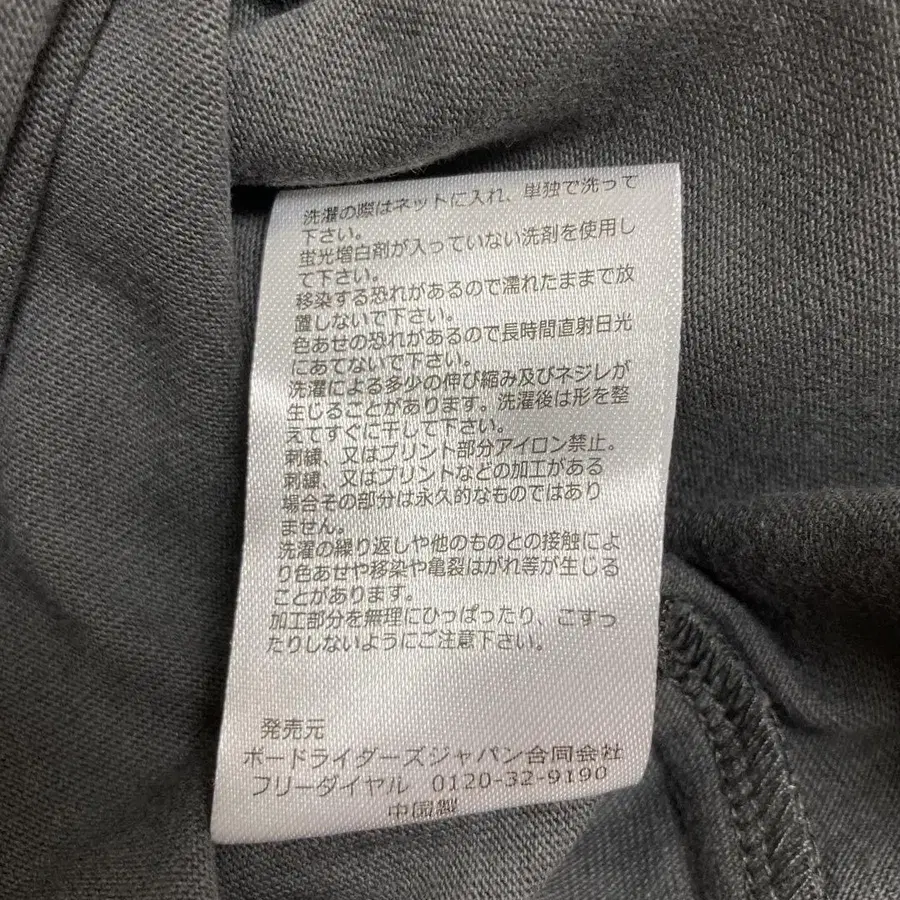 洗濯の際はネットに入れ、単独で洗って
下さい。
蛍光増白剤が入っていない洗剤を使用し
て下さい。
移染する恐れがあるので濡れたままで放
置しないで下さい。
色あせの恐れがあるので長時間直射日光
にあてないで下さい。
洗濯による多少の伸び縮み及びネジレが
生じることがあります。洗濯後は形を整
えてすぐに干して下さい。
刺繍、又はプリント部分アイロン禁止。
刺繍、又はプリントなどの加工がある
場合その部分は永久的なものではあり
ません。
洗濯の繰り返しや他のものとの接触によ
り色あせや移染や亀裂はがれ等が生じる
ことがあります。
加工部分を無理にひっぱったり、こすっ
たりしないようにご注意下さい。
発売元
ボードライダーズジャパン合同会社
フリーダイヤル 0120-32-9190
中国製